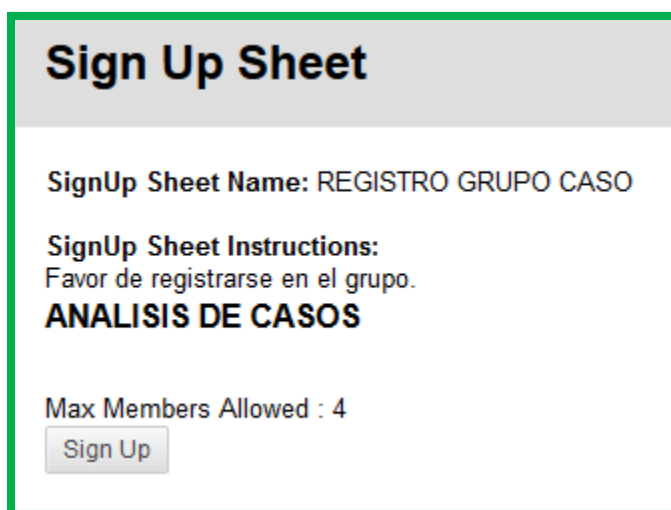 Sign Up Sheet
SignUp Sheet Name: REGISTRO GRUPO CASO
SignUp Sheet Instructions:
Favor de registrarse en el grupo.
ANALISIS DE CASOS
Max Members Allowed : 4
Sign Up